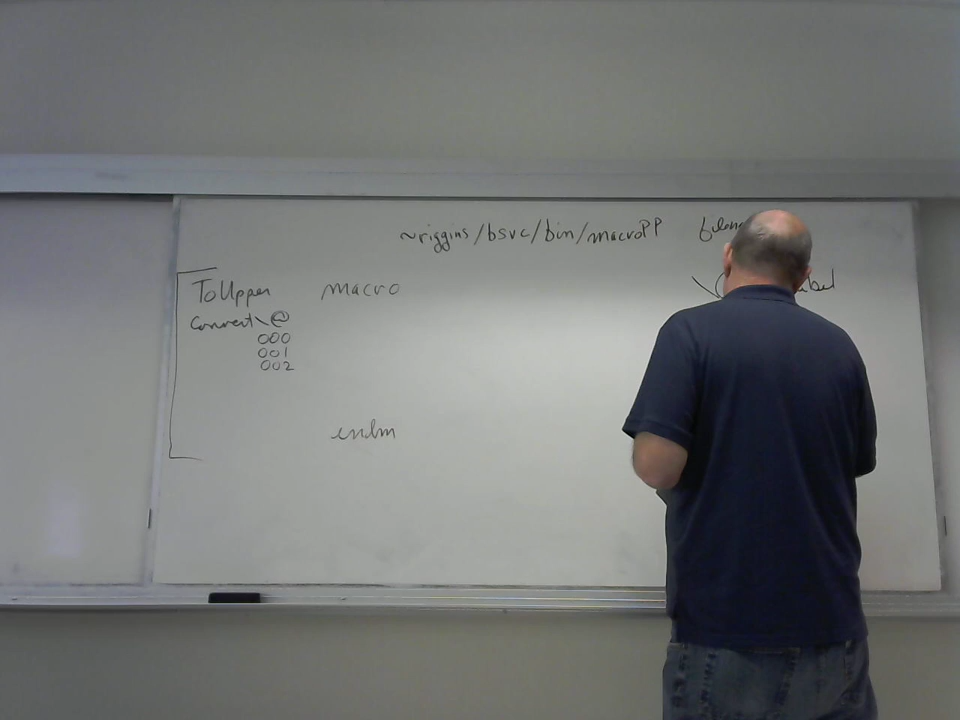 ~riggins/bsvc/bin/macroPP
ToUpper macro
Convert\@
000
001
002
endm